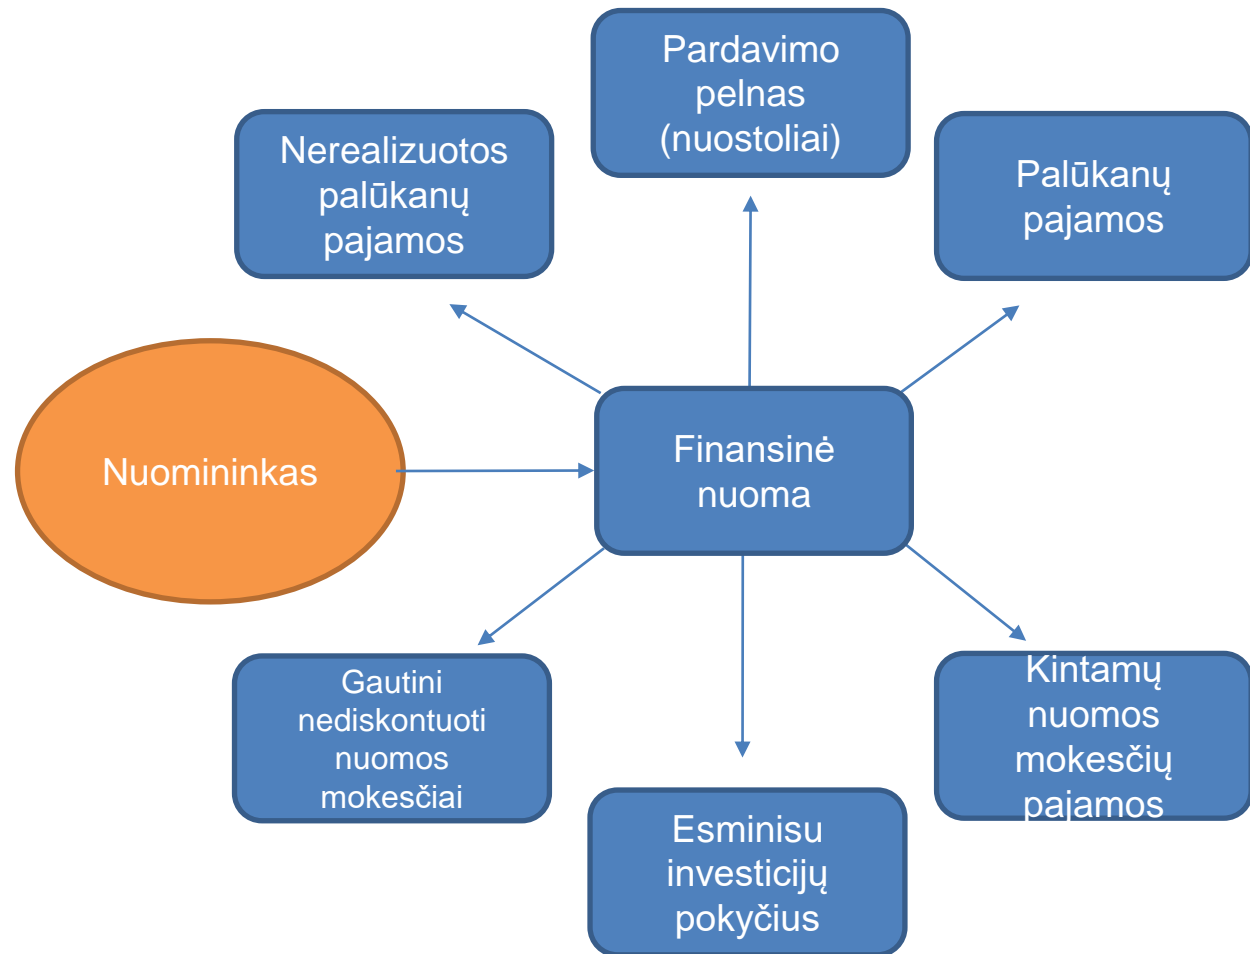 Pardavimo
pelnas
(nuostoliai)
Nerealizuotos
palūkanų
pajamos
Palūkanų
pajamos
Nuomininkas
Finansinė
nuoma
Gautini
nediskontuoti
nuomos
mokesčiai
Kintamų
nuomos
mokesčių
pajamos
Esminisu
investicijų
pokyčius